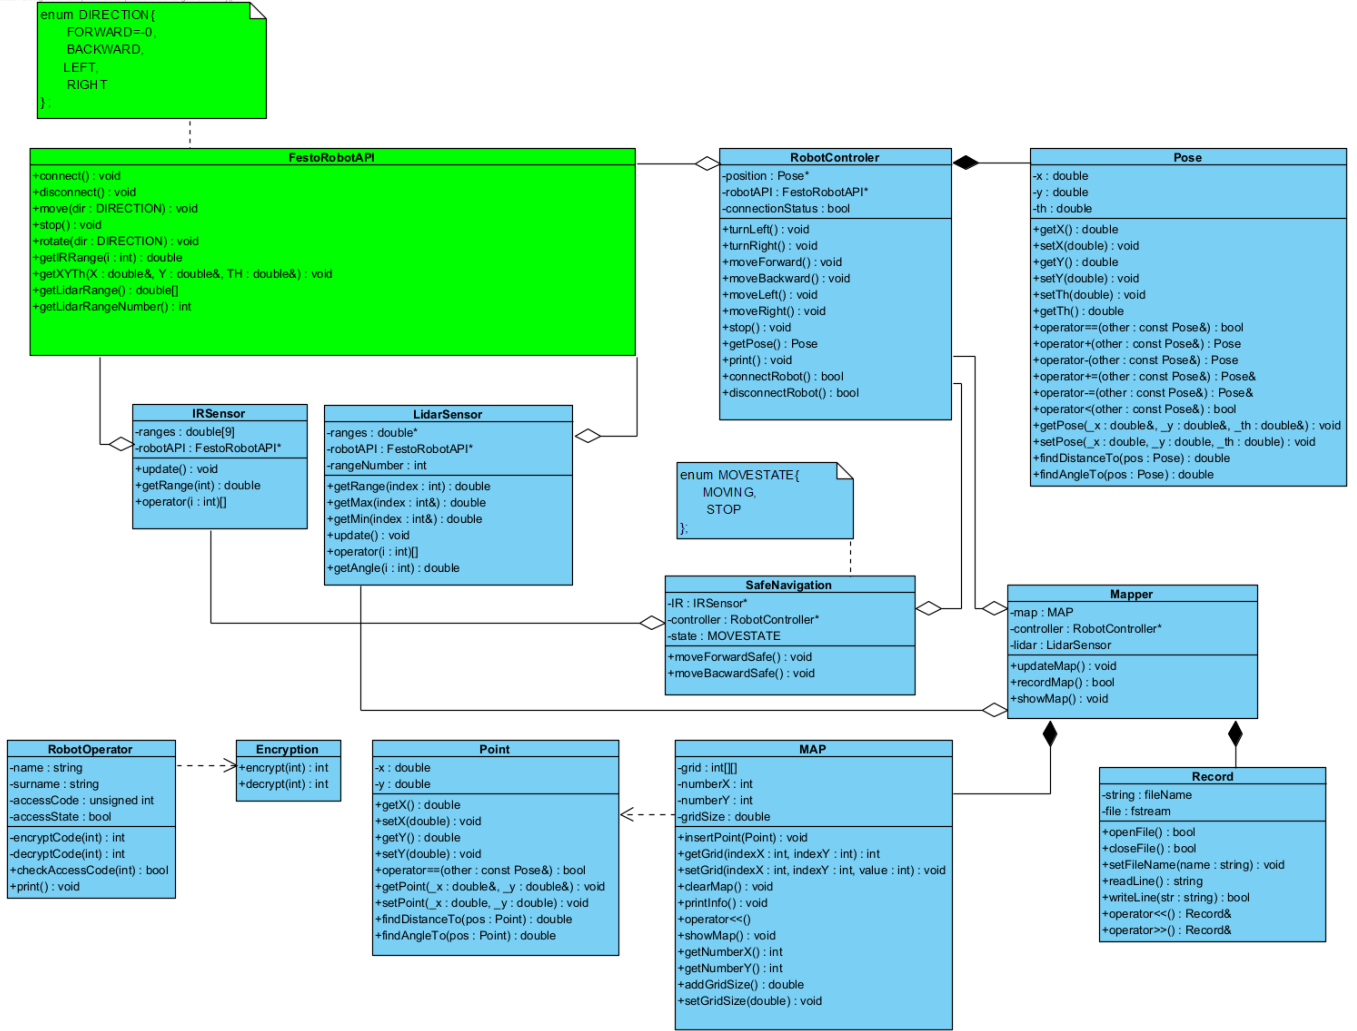 enum DIRECTION{
FORWARD=-0,
BACKWARD,
LEFT,
RIGHT
} ;
FestoRobotAPI
+connect() : void
+disconnect() : void
+move(dir : DIRECTION) : void
+stop() : void
+rotate(dir : DIRECTION) : void
+getIRRange(i : int) : double
+getXYTh(X : double&, Y : double&, TH : double&) : void
+getLidarRange() : double[]
+getLidarRangeNumber() : int
RobotControler
-position : Pose*
-robotAPI : FestoRobotAPI*
-connectionStatus : bool
+turnLeft() : void
+turnRight() : void
+moveForward() : void
+moveBackward() : void
+moveLeft() : void
+moveRight() : void
+stop() : void
+getPose() : Pose
+print() : void
+connectRobot() : bool
+disconnectRobot() : bool
Pose
-x : double
-y : double
-th : double
+getX() : double
+setX(double) : void
+getY() : double
+setY(double) : void
+setTh(double) : void
+getTh() : double
+operator==(other : const Pose&) : bool
+operator+(other : const Pose&) : Pose
+operator-(other : const Pose&) : Pose
+operator+=(other : const Pose&) : Pose&
+operator-=(other : const Pose&) : Pose&
+operator<(other : const Pose&) : bool
+getPose(_x : double&, _y : double&, _th : double&) : void
+setPose(_x : double, _y : double, _th : double) : void
+findDistanceTo(pos : Pose) : double
+findAngleTo(pos : Pose) : double
IRSensor
-ranges : double[9]
-robotAPI : FestoRobotAPI*
+update() : void
+getRange(int) : double
+operator(i : int)[]
LidarSensor
-ranges : double*
-robotAPI : FestoRobotAPI*
-rangeNumber : int
+getRange(index : int) : double
+getMax(index : int&) : double
+getMin(index : int&) : double
+update() : void
+operator(i : int)[]
+getAngle(i : int) : double
enum MOVESTATE{
MOVING,
STOP
};
SafeNavigation
-IR : IRSensor*
-controller : RobotController*
-state : MOVESTATE
+moveForwardSafe() : void
+moveBacwardSafe() : void
Mapper
-map : MAP
-controller : RobotController*
-lidar : LidarSensor
+updateMap() : void
+recordMap() : bool
+showMap() : void
RobotOperator
-name : string
-surname : string
-accessCode : unsigned int
-accessState : bool
-encryptCode(int) : int
-decryptCode(int) : int
+checkAccessCode(int) : bool
+print() : void
Encryption
+encrypt(int) : int
+decrypt(int) : int
Point
-x : double
-y : double
+getX() : double
+setX(double) : void
+getY() : double
+setY(double) : void
+operator==(other : const Pose&) : bool
+getPoint(_x : double&, _y : double&) : void
+setPoint(_x : double, _y : double) : void
+findDistanceTo(pos : Point) : double
+findAngleTo(pos : Point) : double
MAP
-grid : int[][]
-numberX : int
-numberY : int
-gridSize : double
+insertPoint(Point) : void
+getGrid(indexX : int, indexY : int) : int
+setGrid(indexX : int, indexY : int, value : int) : void
+clearMap() : void
+printInfo() : void
+operator<<()
+showMap() : void
+getNumberX() : int
+getNumberY() : int
+addGridSize() : double
+setGridSize(double) : void
Record
-string : fileName
-file : fstream
+openFile() : bool
+closeFile() : bool
+setFileName(name : string) : void
+readLine() : string
+writeLine(str : string) : bool
+operator<<() : Record&
+operator>>() : Record&